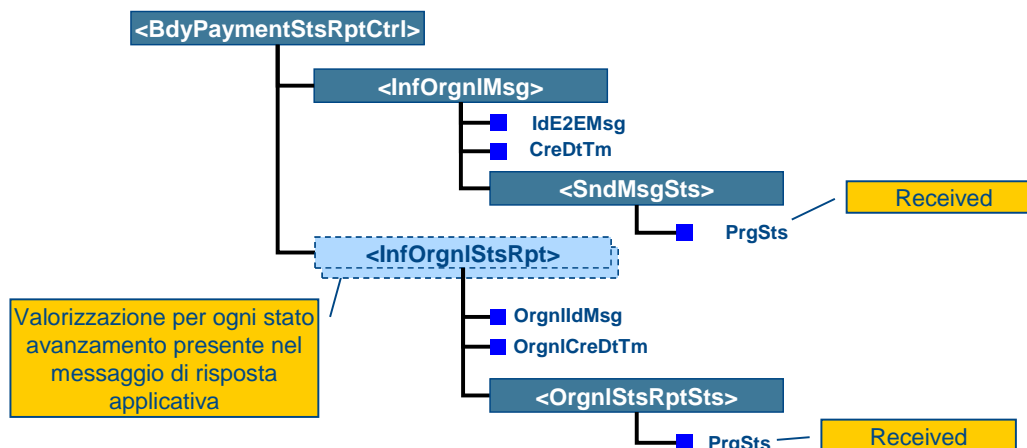 <BdyPaymentStsRptCtrl>
<InfOrgnlMsg>
IdE2EMsg
CreDtTm
<SndMsgSts>
Received
PrgSts
<InfOrgnlStsRpt>
Valorizzazione per ogni stato
avanzamento presente nel
messaggio di risposta
applicativa
OrgnlIdMsg
OrgnlCreDtTm
<OrgnlStsRptSts>
Received
PrgSts